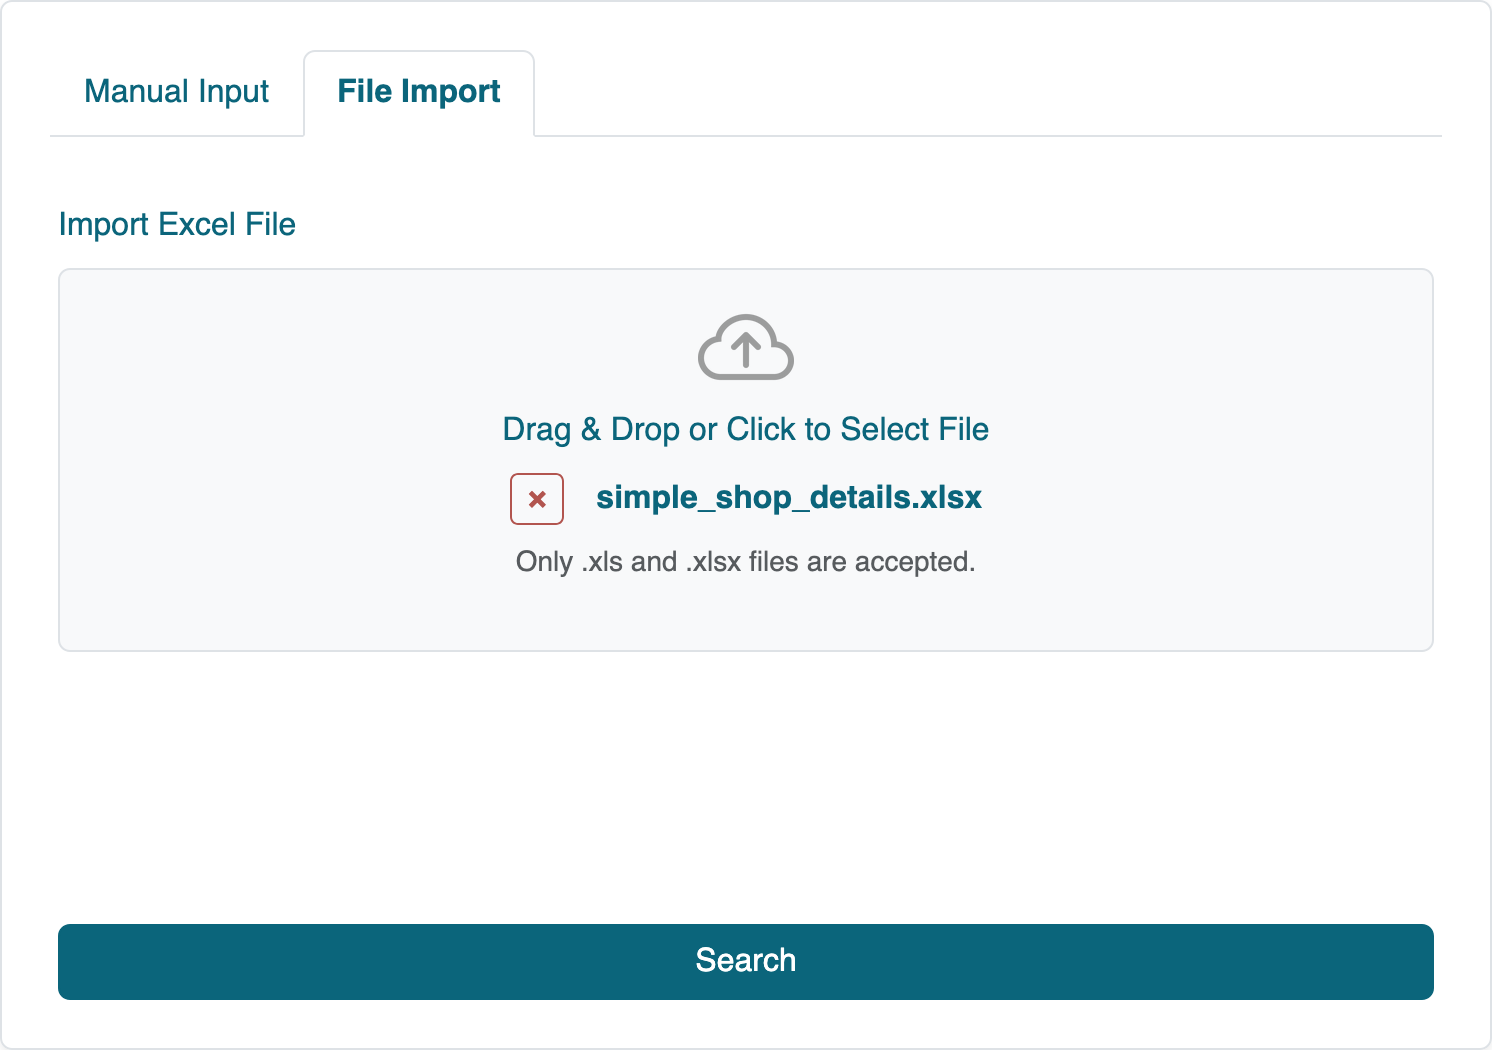 Manual Input
File Import
Import Excel File
Drag & Drop or Click to Select File
simple_shop_details.xlsx
Only .xls and .xlsx files are accepted.
Search